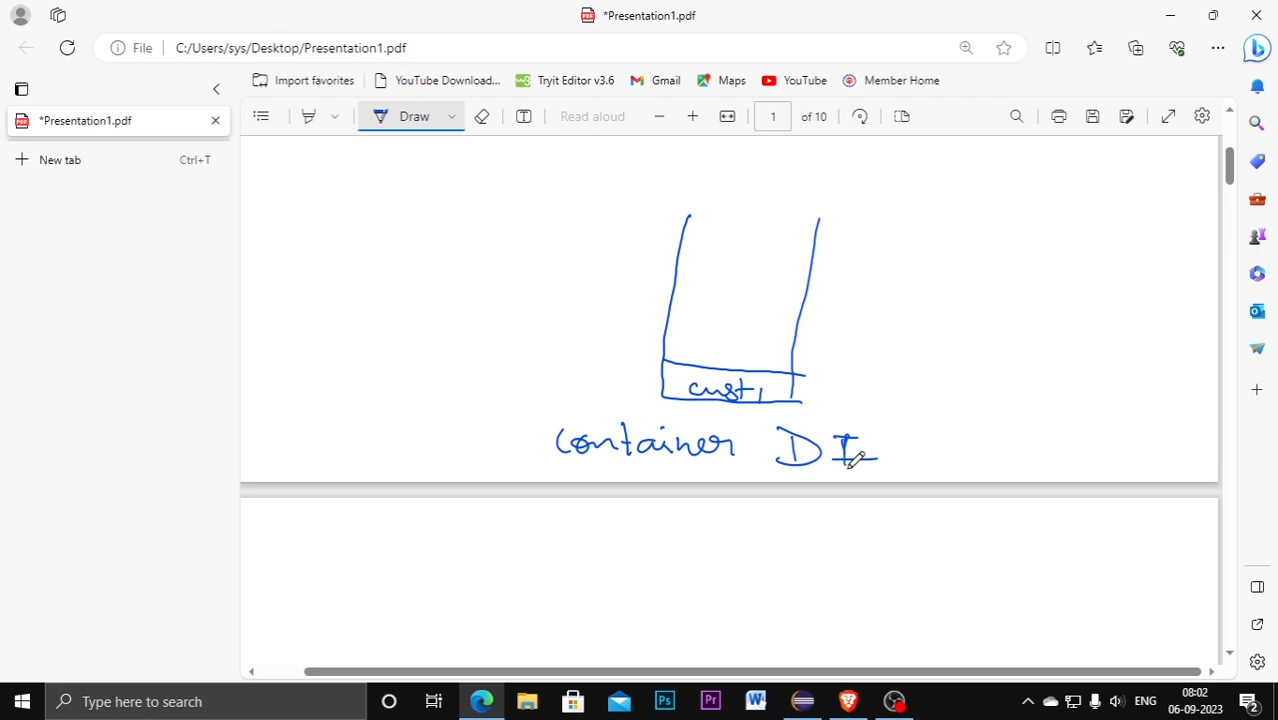 *Presentation1.pdf
File C:/Users/sys/Desktop/Presentation1.pdf
Import favorites YouTube Download... Tryit Editor v3.6 Gmail Maps YouTube Member Home
*Presentation1.pdf
Draw Read aloud 1 of 10
New tab Ctrl+T
cust1
container DI
Type here to search
ENG 08:02
06-09-2023 2